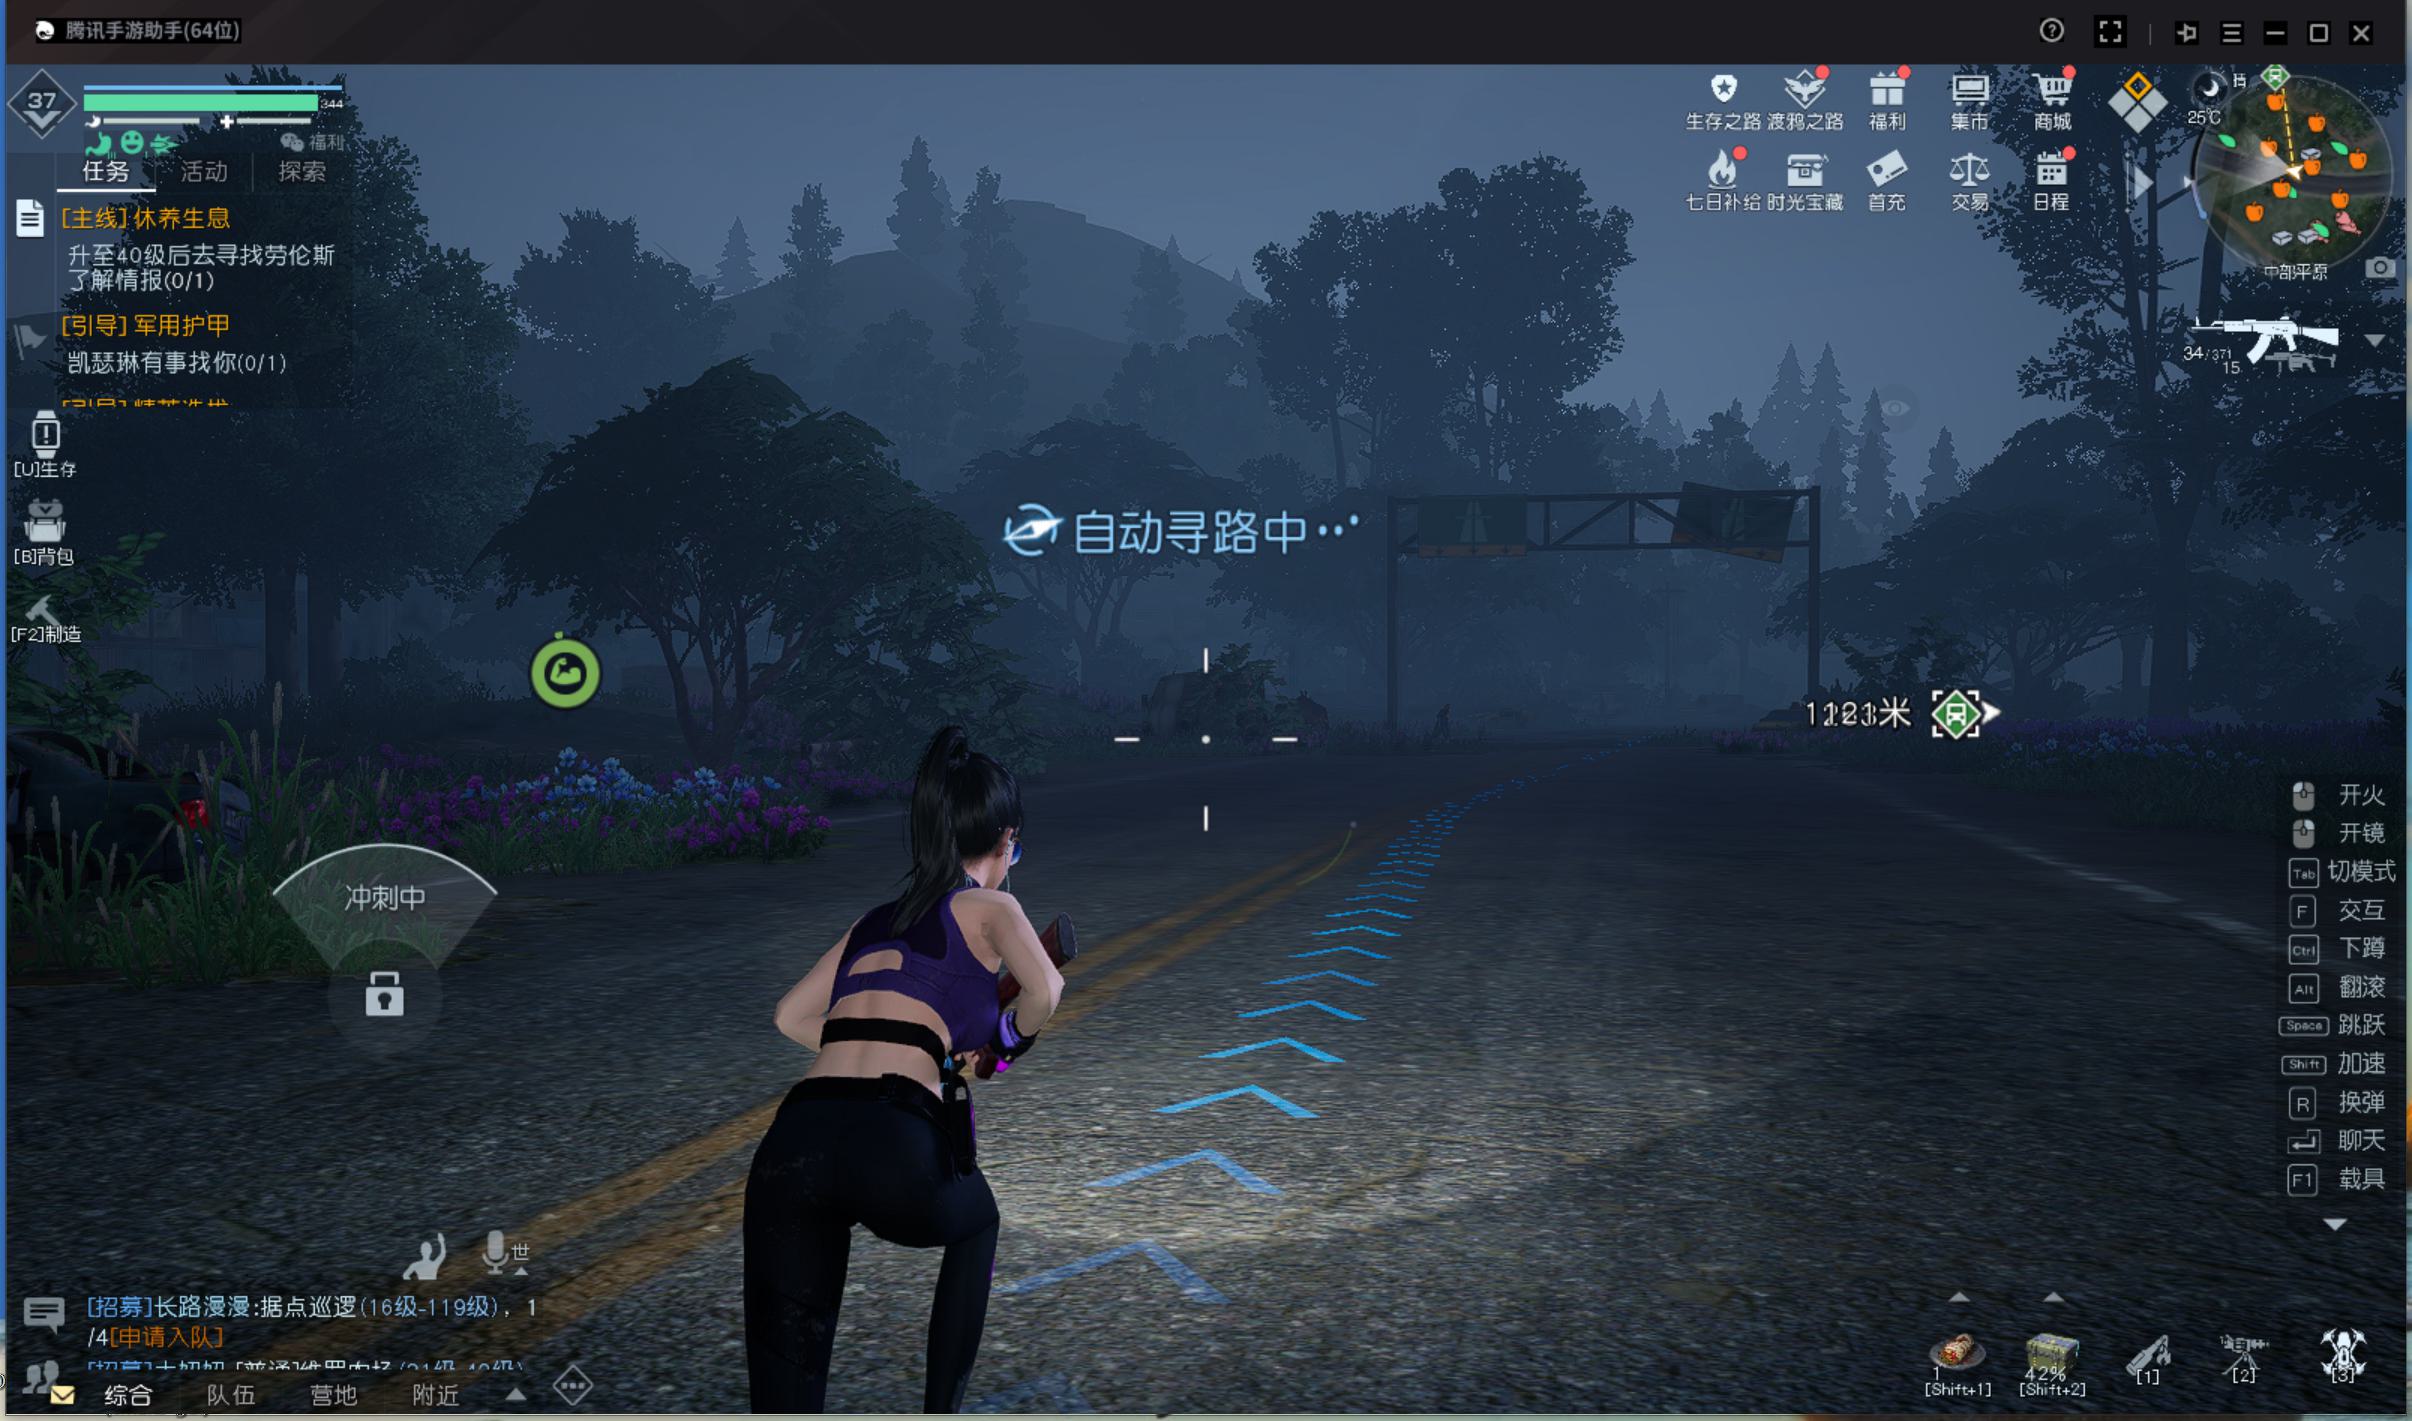 腾讯手游助手(64位)
37
344
福利
任务 活动 探索
[主线]休养生息
升至40级后去寻找劳伦斯
了解情报(0/1)
[引导]军用护甲
凯瑟琳有事找你(0/1)
[U]生存
[B]背包
[F2]制造
生存之路 渡鸦之路 福利 集市 商城
七日补给 时光宝藏 首充 交易 日程
25℃
中部平原
34/371
15
自动寻路中
冲刺中
开火
开镜
Tab 切模式
F 交互
Ctrl 下蹲
Alt 翻滚
Space 跳跃
Shift 加速
R 换弹
聊天
F1 载具
世
[招募]长路漫漫:据点巡逻(16级-119级)，1
/4[申请入队]
综合 队伍 营地 附近
1
[Shift+1]
42%
[Shift+2]
[1]
[2]
[3]